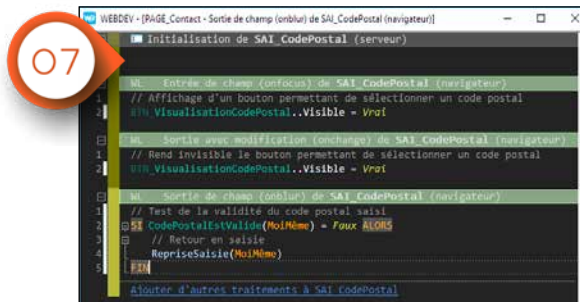 WEBDEV - [PAGE_Contact - Sortie de champ (onblur) de SAI_CodePostal (navigateur)]
07
Initialisation de SAI_CodePostal (serveur)
WL Entrée de champ (onfocus) de SAI_CodePostal (navigateur)
1 // Affichage d'un bouton permettant de sélectionner un code postal
2 BTN_VisualisationCodePostal..Visible = Vrai
WL Sortie avec modification (onchange) de SAI_CodePostal (navigateur)
1 // Rend invisible le bouton permettant de sélectionner un code postal
2 BTN_VisualisationCodePostal..Visible = Vrai
WL Sortie de champ (onblur) de SAI_CodePostal (navigateur)
1 // Test de la validité du code postal saisi
2 SI CodePostalEstValide(MoiMême) = Faux ALORS
3 // Retour en saisie
4 RepriseSaisie(MoiMême)
5 FIN
Ajouter d'autres traitements à SAI_CodePostal